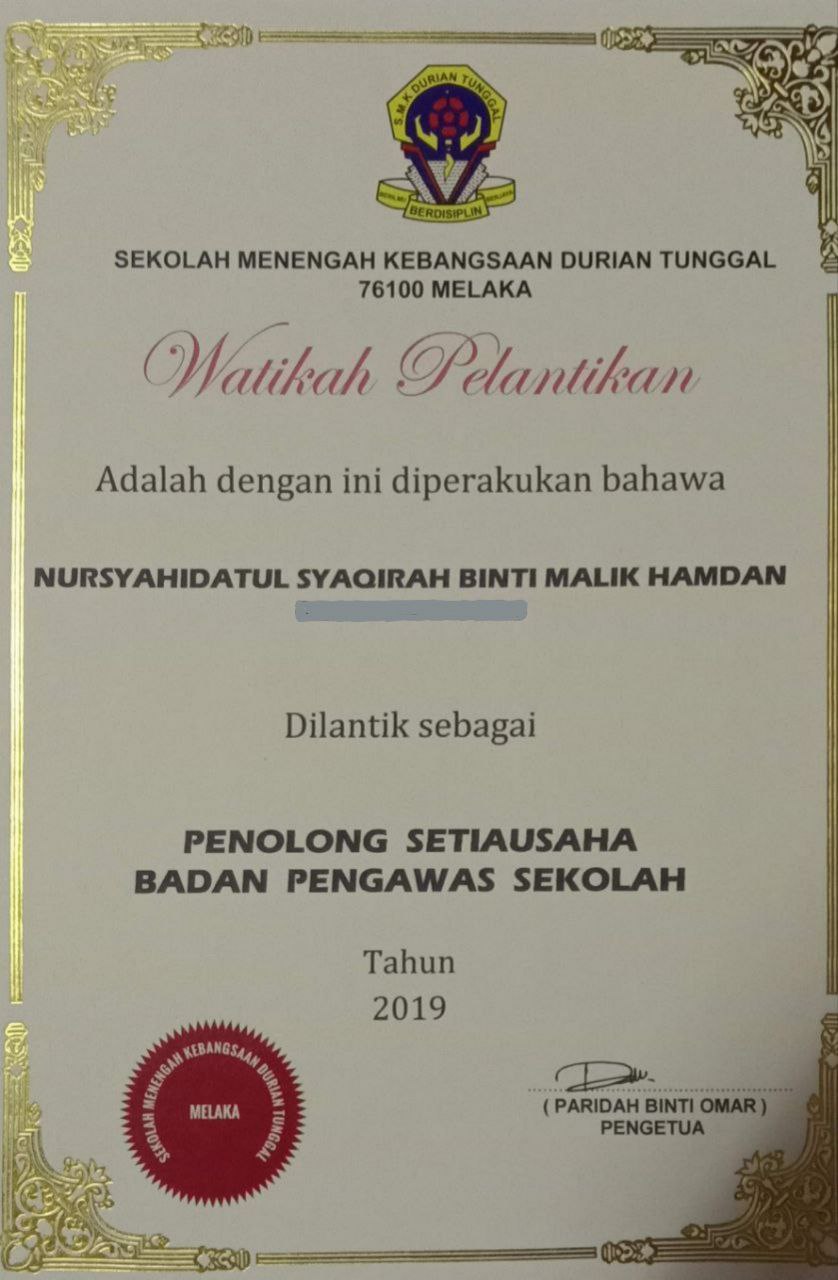 S.M.K DURIAN TUNGGAL
BERILMU BERDISIPLIN BERJAYA
SEKOLAH MENENGAH KEBANGSAAN DURIAN TUNGGAL
76100 MELAKA
Watikah Pelantikan
Adalah dengan ini diperakukan bahawa
NURSYAHIDATUL SYAQIRAH BINTI MALIK HAMDAN
Dilantik sebagai
PENOLONG SETIAUSAHA
BADAN PENGAWAS SEKOLAH
Tahun
2019
SEKOLAH MENENGAH KEBANGSAAN DURIAN TUNGGAL
MELAKA
( PARIDAH BINTI OMAR )
PENGETUA